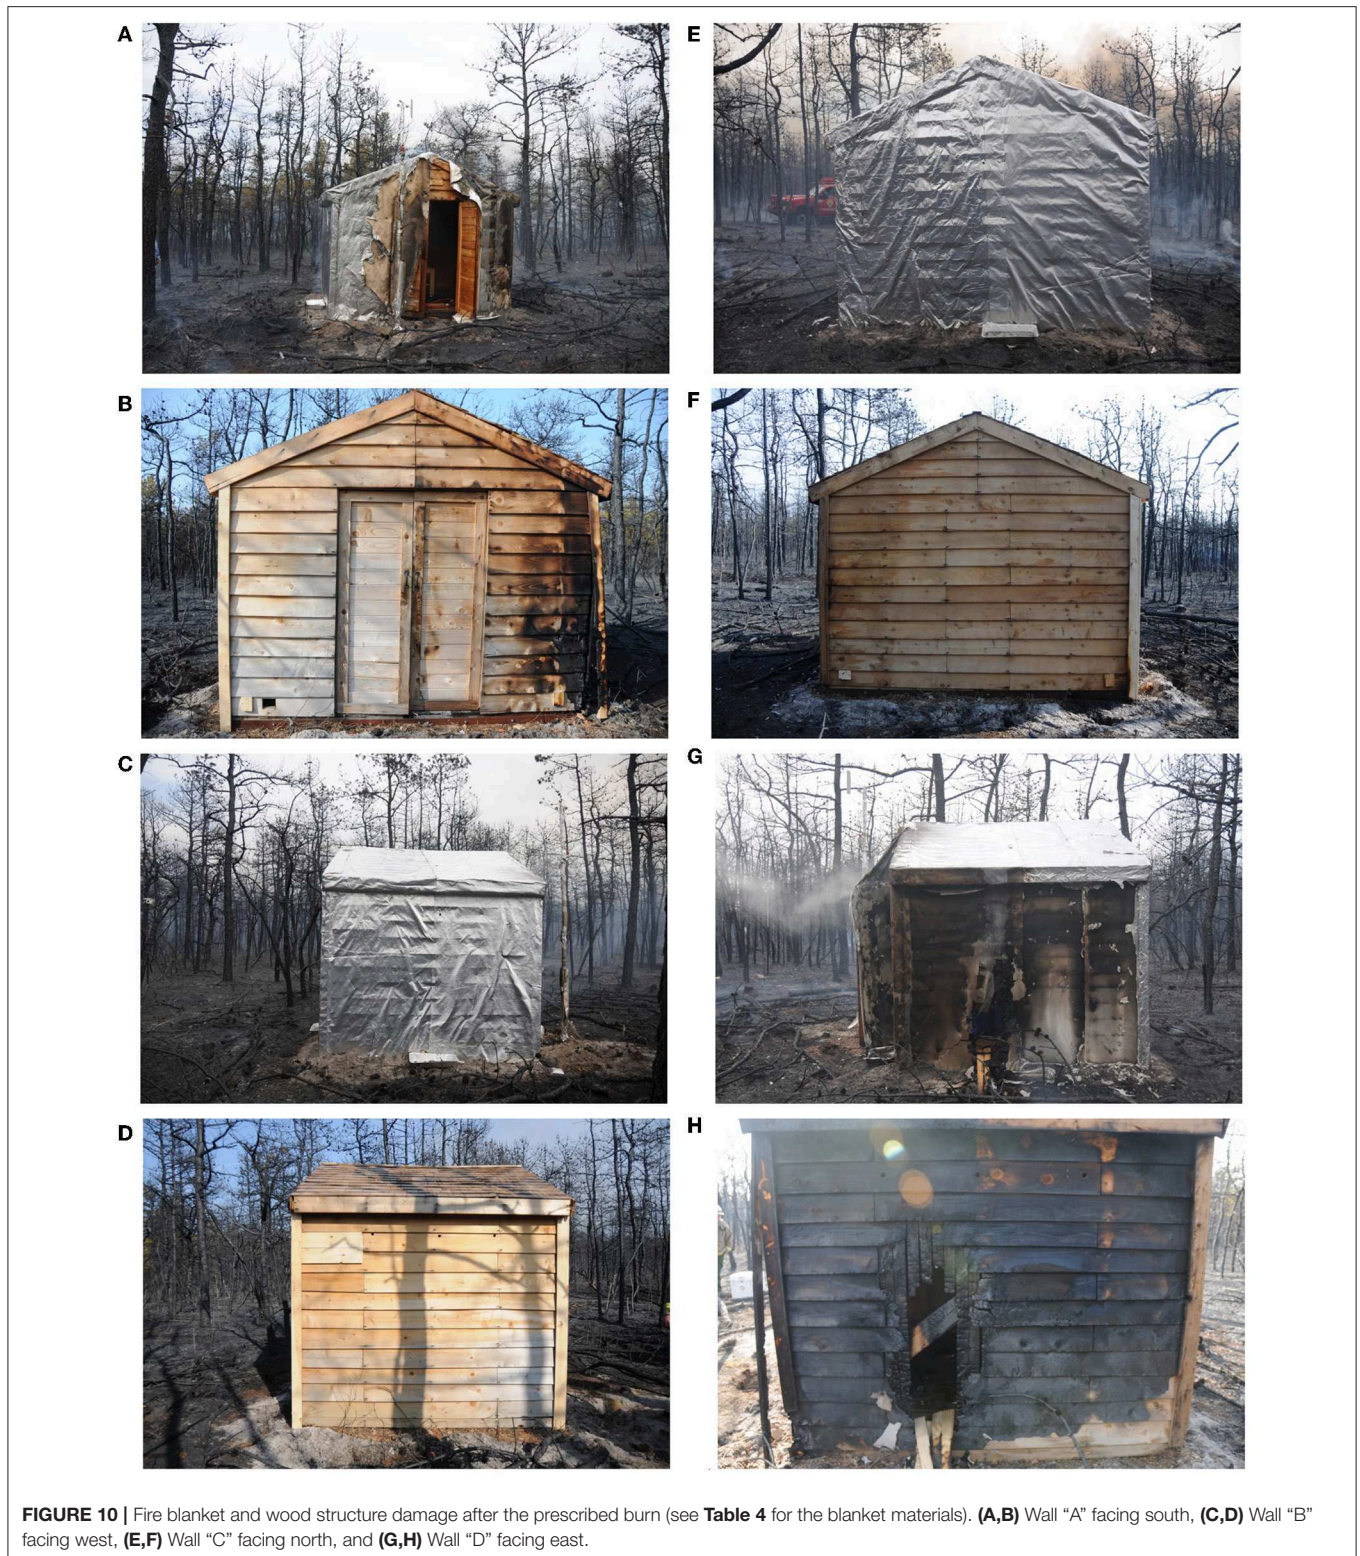 A
E
B
F
C
G
D
H
FIGURE 10 | Fire blanket and wood structure damage after the prescribed burn (see Table 4 for the blanket materials). (A,B) Wall “A” facing south, (C,D) Wall “B”
facing west, (E,F) Wall “C” facing north, and (G,H) Wall “D” facing east.